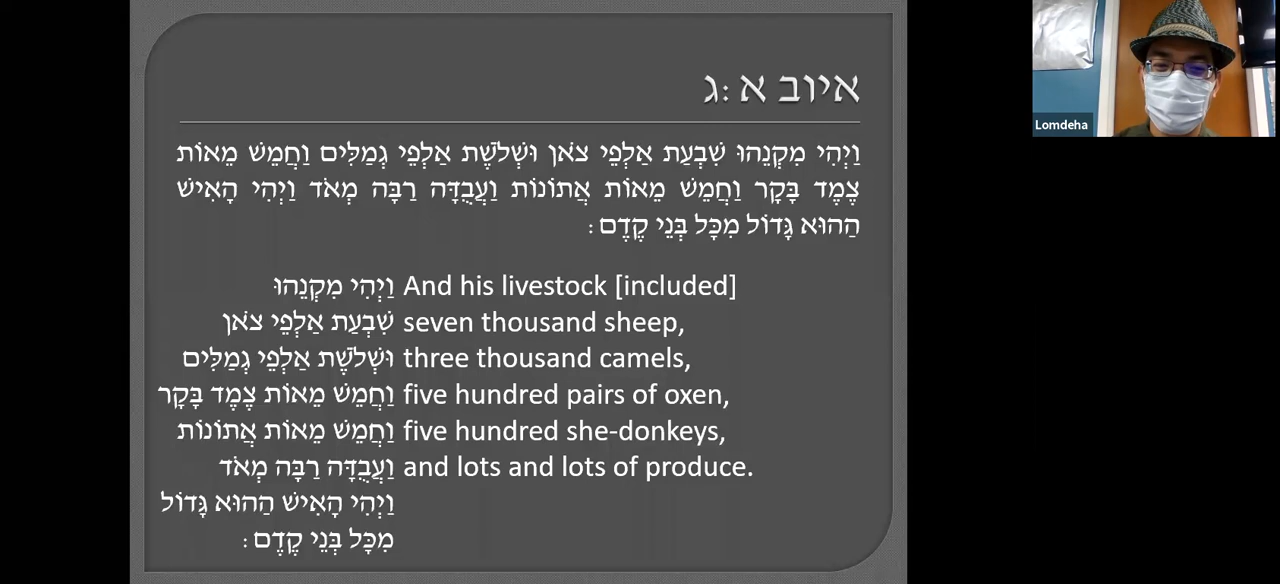 איוב א :ג
וַיְהִי מִקְנֵהוּ שִׁבְעַת אַלְפֵי צֹאן וּשְׁלֹשֶׁת אַלְפֵי גְמַלִּים וַחֲמֵשׁ מֵאוֹת
צֶמֶד בָּקָר וַחֲמֵשׁ מֵאוֹת אֲתוֹנוֹת וַעֲבֻדָּה רַבָּה מְאֹד וַיְהִי הָאִישׁ
הַהוּא גָּדוֹל מִכָּל בְּנֵי קֶדֶם :
וַיְהִי מִקְנֵהוּ And his livestock [included]
שִׁבְעַת אַלְפֵי צֹאן seven thousand sheep,
וּשְׁלֹשֶׁת אַלְפֵי גְמַלִּים three thousand camels,
וַחֲמֵשׁ מֵאוֹת צֶמֶד בָּקָר five hundred pairs of oxen,
וַחֲמֵשׁ מֵאוֹת אֲתוֹנוֹת five hundred she-donkeys,
וַעֲבֻדָּה רַבָּה מְאֹד and lots and lots of produce.
וַיְהִי הָאִישׁ הַהוּא גָּדוֹל
מִכָּל בְּנֵי קֶדֶם :
Lomdeha